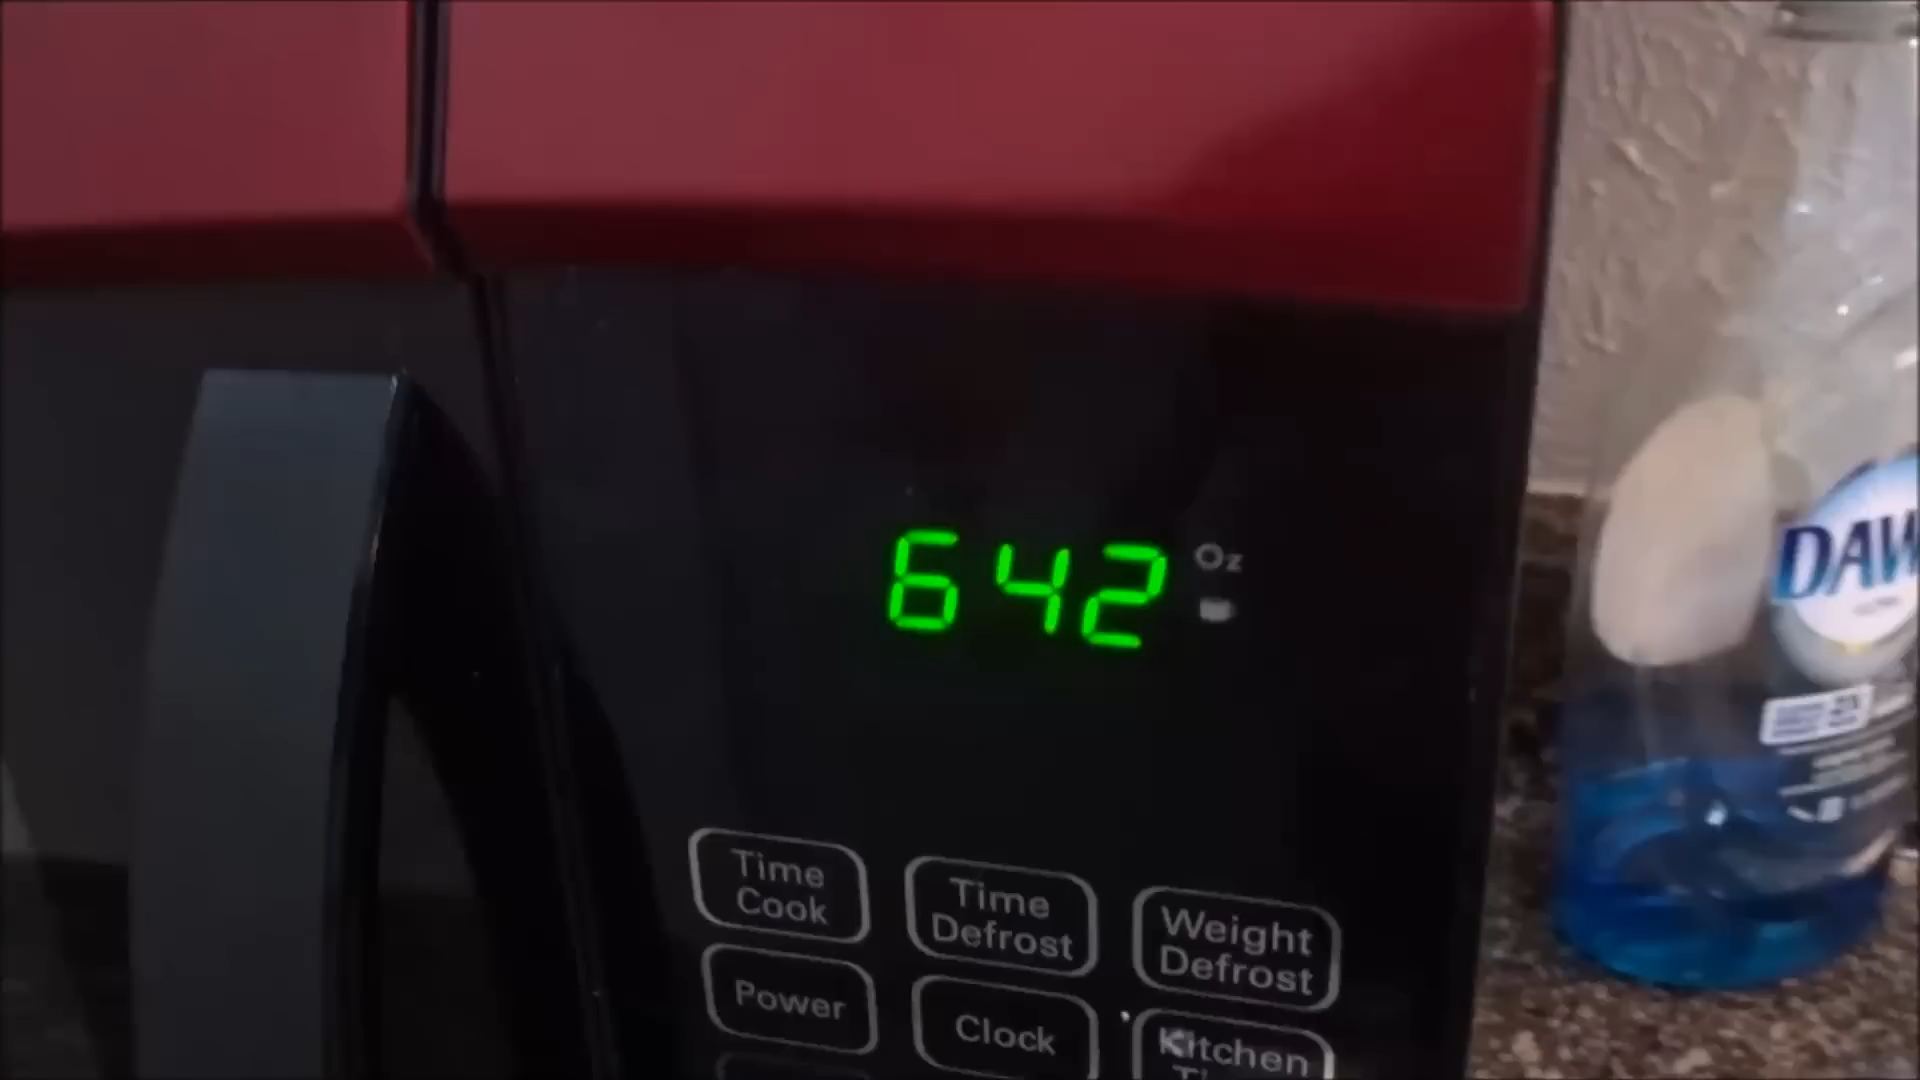 642
Oz
Time
Cook
Time
Defrost
Weight
Defrost
Power
Clock
Kitchen
DAW